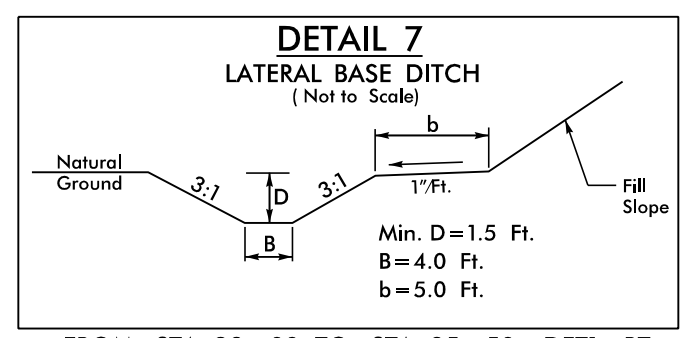 DETAIL 7
LATERAL BASE DITCH
( Not to Scale)
b
Natural
Ground
3:1
D
3:1
1"/Ft.
Fill
Slope
B
Min. D=1.5 Ft.
B=4.0 Ft.
b=5.0 Ft.